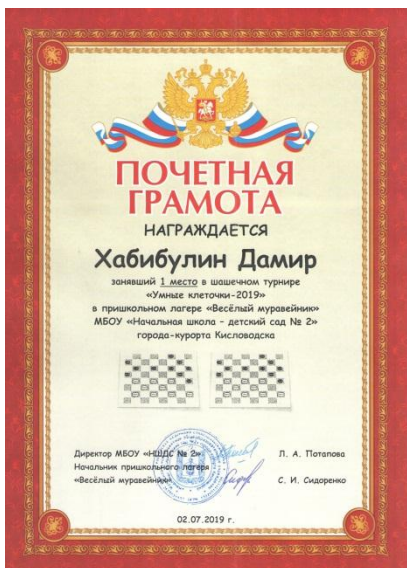 ПОЧЕТНАЯ
ГРАМОТА
НАГРАЖДАЕТСЯ
Хабибулин Дамир
занявший 1 место в шашечном турнире
«Умные клеточки-2019»
в пришкольном лагере «Весёлый муравейник»
МБОУ «Начальная школа - детский сад № 2»
города-курорта Кисловодска
Директор МБОУ «НШДС № 2» Л. А. Потапова
Начальник пришкольного лагеря
«Весёлый муравейник» С. И. Сидоренко
02.07.2019 г.